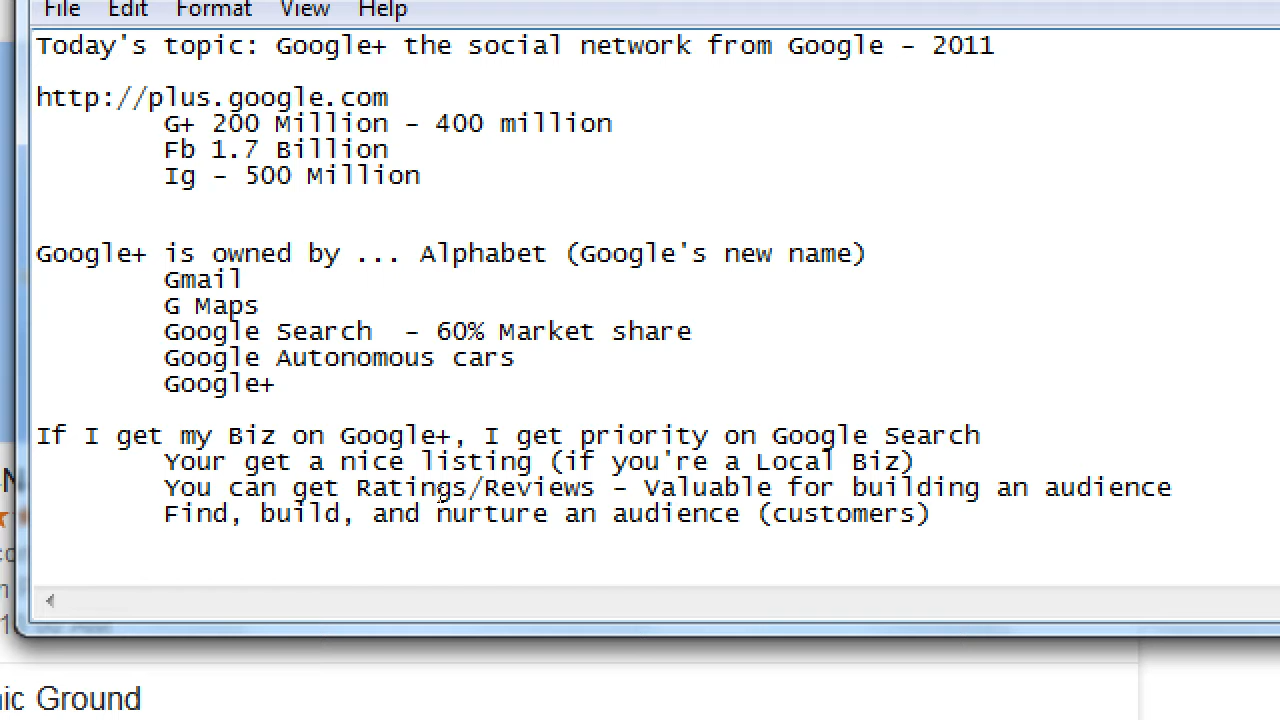 File Edit Format View Help
Today's topic: Google+ the social network from Google – 2011
http://plus.google.com
G+ 200 Million – 400 million
Fb 1.7 Billion
Ig – 500 Million
Google+ is owned by ... Alphabet (Google's new name)
Gmail
G Maps
Google Search – 60% Market share
Google Autonomous cars
Google+
If I get my Biz on Google+, I get priority on Google Search
Your get a nice listing (if you're a Local Biz)
You can get Ratings/Reviews – Valuable for building an audience
Find, build, and nurture an audience (customers)
Ground